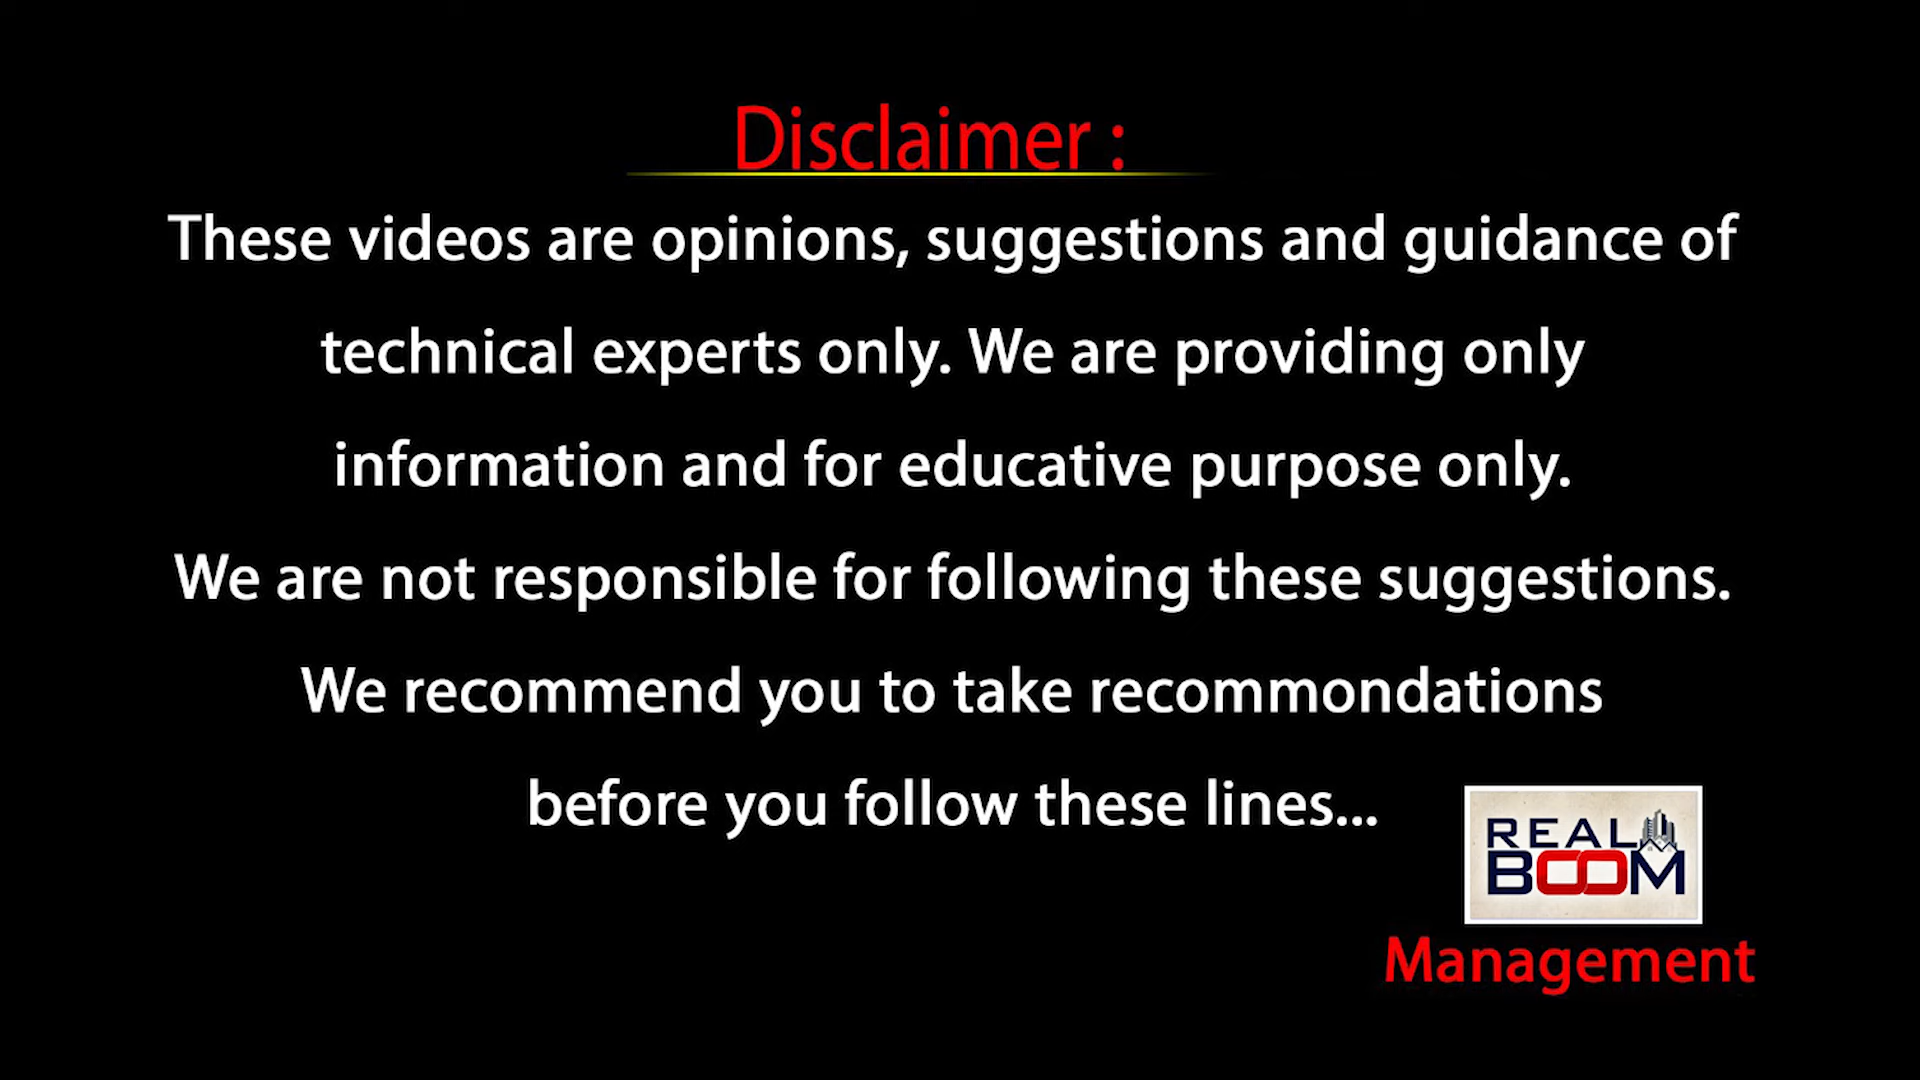 Disclaimer :
These videos are opinions, suggestions and guidance of
technical experts only. We are providing only
information and for educative purpose only.
We are not responsible for following these suggestions.
We recommend you to take recommondations
before you follow these lines...
REAL
BOOM
Management